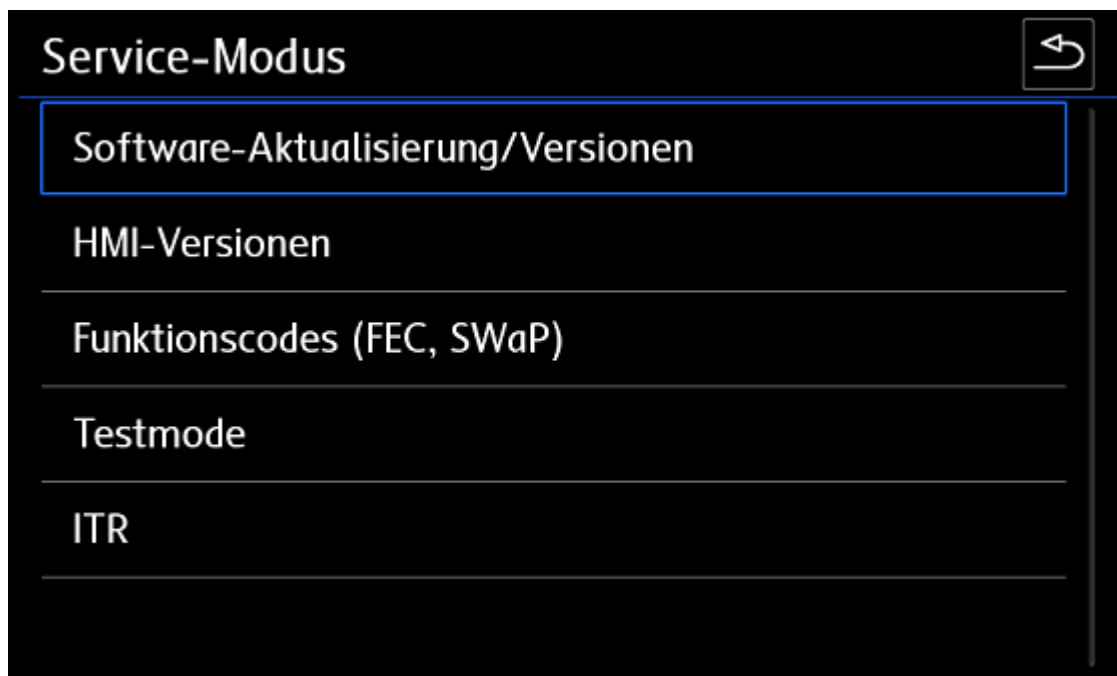 Service-Modus
Software-Aktualisierung/Versionen
HMI-Versionen
Funktionscodes (FEC, SWaP)
Testmode
ITR